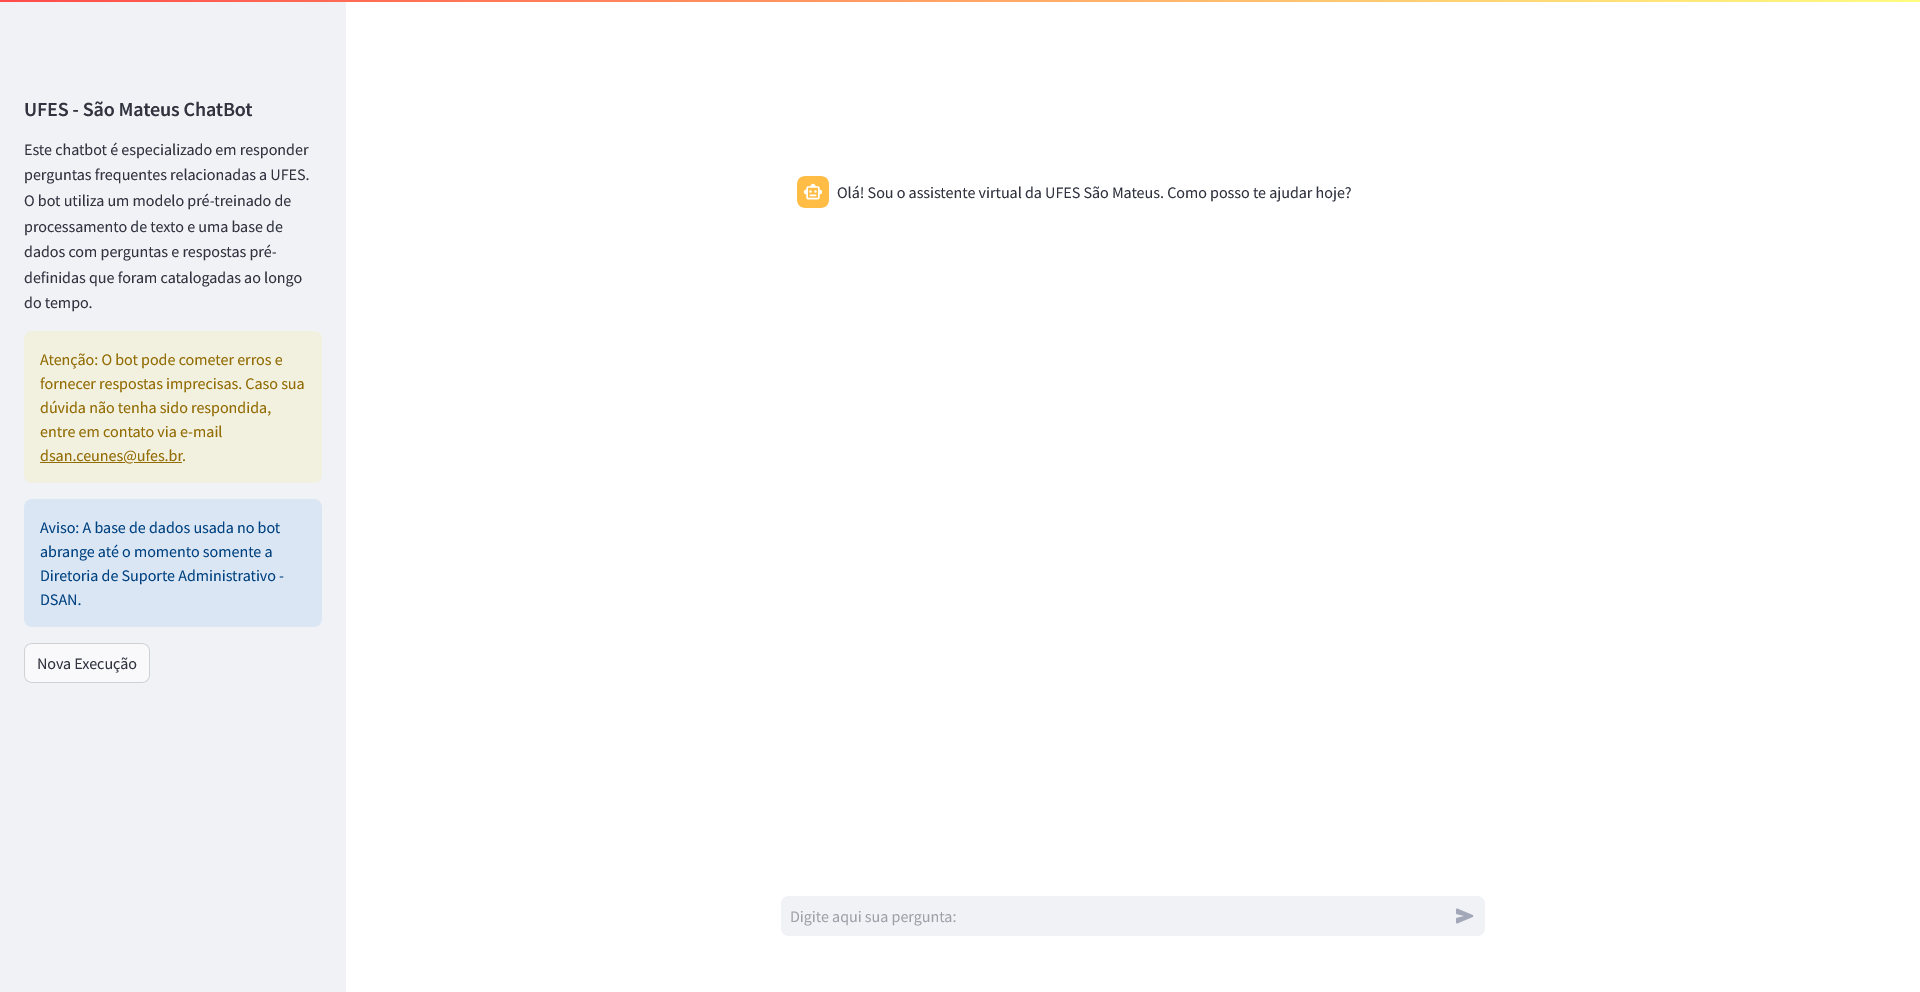 UFES - São Mateus ChatBot
Este chatbot é especializado em responder
perguntas frequentes relacionadas a UFES.
O bot utiliza um modelo pré-treinado de
processamento de texto e uma base de
dados com perguntas e respostas pré-
definidas que foram catalogadas ao longo
do tempo.
Atenção: O bot pode cometer erros e
fornecer respostas imprecisas. Caso sua
dúvida não tenha sido respondida,
entre em contato via e-mail
dsan.ceunes@ufes.br.
Aviso: A base de dados usada no bot
abrange até o momento somente a
Diretoria de Suporte Administrativo -
DSAN.
Nova Execução
Olá! Sou o assistente virtual da UFES São Mateus. Como posso te ajudar hoje?
Digite aqui sua pergunta: